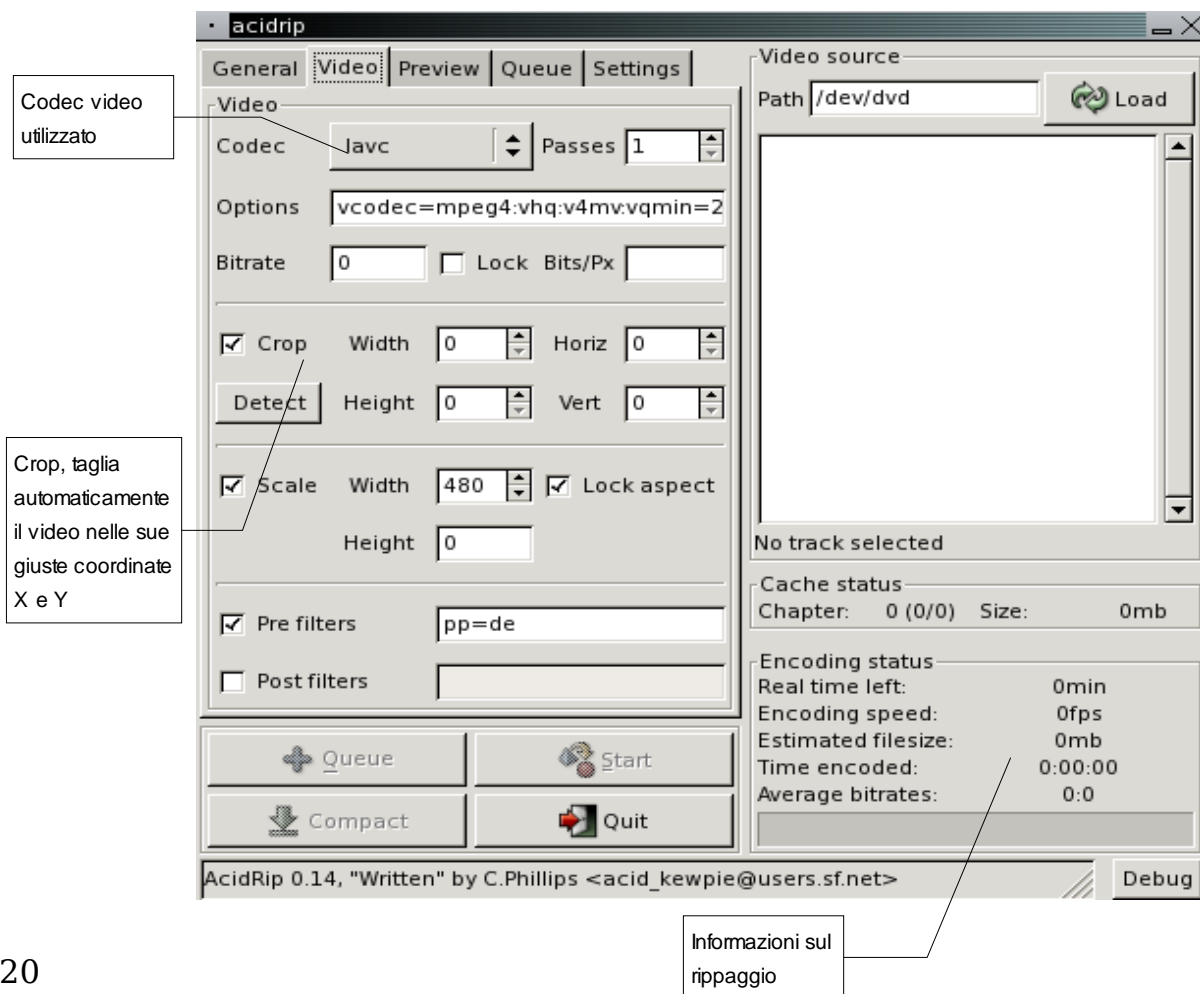 acidrip
General Video Preview Queue Settings
Video
Codec lavc Passes 1
Options vcodec=mpeg4:vhq:v4mv:vqmin=2
Bitrate 0 Lock Bits/Px
Crop Width 0 Horiz 0
Detect Height 0 Vert 0
Scale Width 480 Lock aspect
Height 0
Pre filters pp=de
Post filters
Queue Start
Compact Quit
Video source
Path /dev/dvd Load
No track selected
Cache status
Chapter: 0 (0/0) Size: 0mb
Encoding status
Real time left: 0min
Encoding speed: 0fps
Estimated filesize: 0mb
Time encoded: 0:00:00
Average bitrates: 0:0
AcidRip 0.14, "Written" by C.Phillips <acid_kewpie@users.sf.net> Debug
Codec video
utilizzato
Crop, taglia
automaticamente
il video nelle sue
giuste coordinate
X e Y
Informazioni sul
rippaggio
20